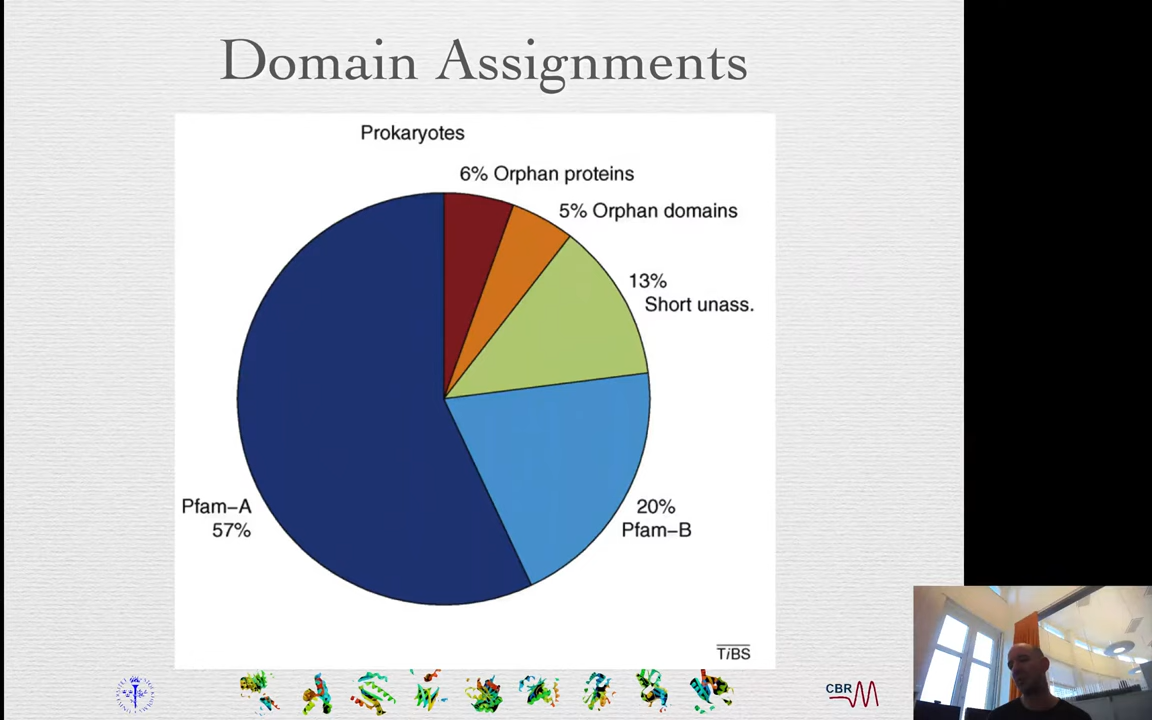 Domain Assignments
Prokaryotes
6% Orphan proteins
5% Orphan domains
13%
Short unass.
Pfam–A
57%
20%
Pfam–B
TiBS
CBR